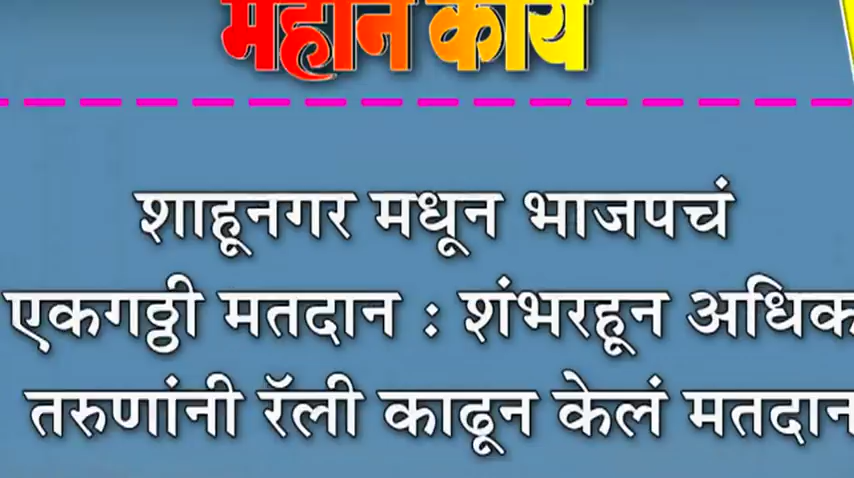 महान कार्य
शाहूनगर मधून भाजपचं
एकगठ्ठी मतदान : शंभरहून अधिक
तरुणांनी रॅली काढून केलं मतदान